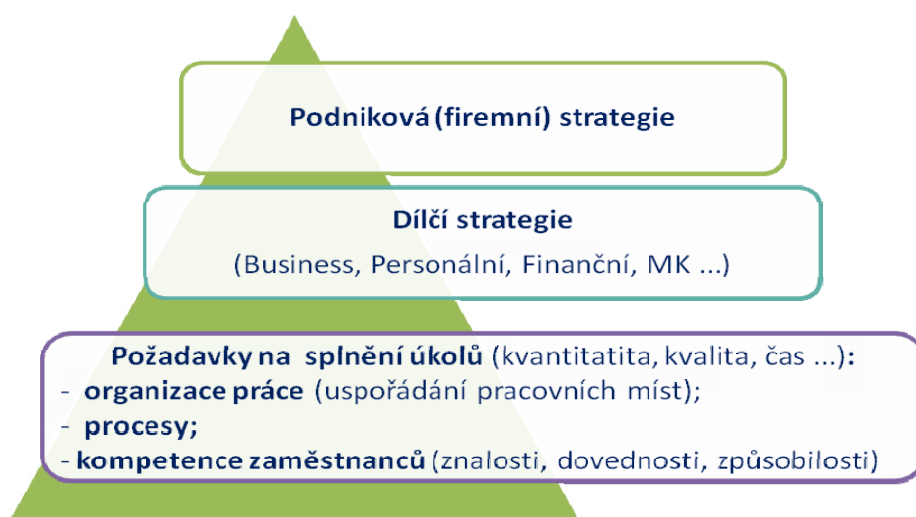 Podniková (firemní) strategie
Dílčí strategie
(Business, Personální, Finanční, MK ...)
Požadavky na splnění úkolů (kvantitatita, kvalita, čas ...):
- organizace práce (uspořádání pracovních míst);
- procesy;
- kompetence zaměstnanců (znalosti, dovednosti, způsobilosti)